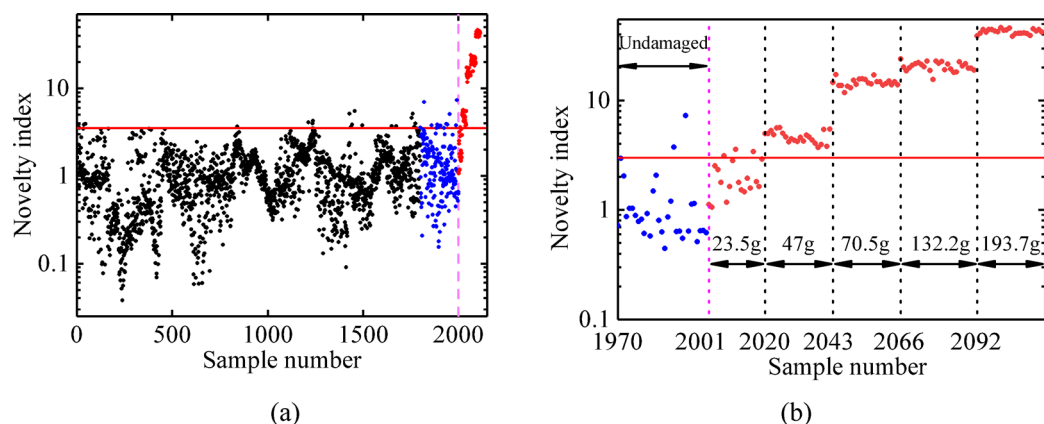 Novelty index
10
1
0.1
0
500
1000
1500
2000
Sample number
(a)
Novelty index
10
1
0.1
Undamaged
23.5g
47g
70.5g
132.2g
193.7g
1970
2001
2020
2043
2066
2092
Sample number
(b)